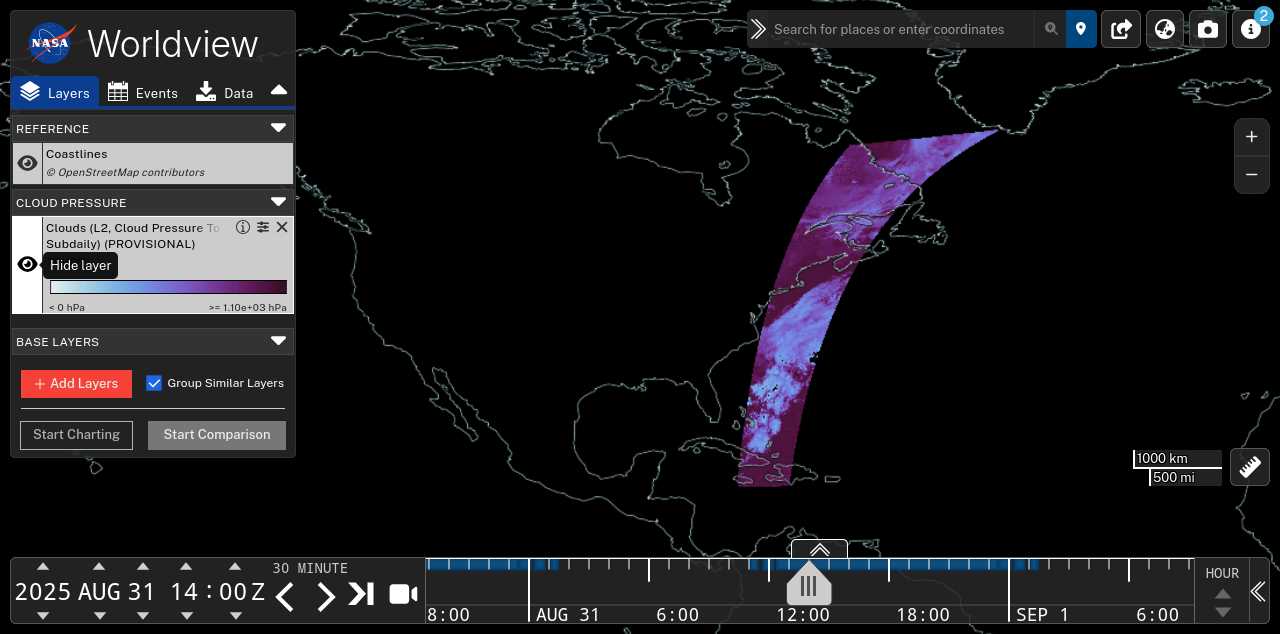 NASA Worldview
Search for places or enter coordinates
2
Layers
Events
Data
REFERENCE
Coastlines
© OpenStreetMap contributors
CLOUD PRESSURE
Clouds (L2, Cloud Pressure To
Subdaily) (PROVISIONAL)
Hide layer
< 0 hPa
>= 1.10e+03 hPa
BASE LAYERS
+ Add Layers
Group Similar Layers
Start Charting
Start Comparison
+
−
1000 km
500 mi
2025 AUG 31 14 : 00 Z
30 MINUTE
8:00
AUG 31
6:00
12:00
18:00
SEP 1
6:00
HOUR